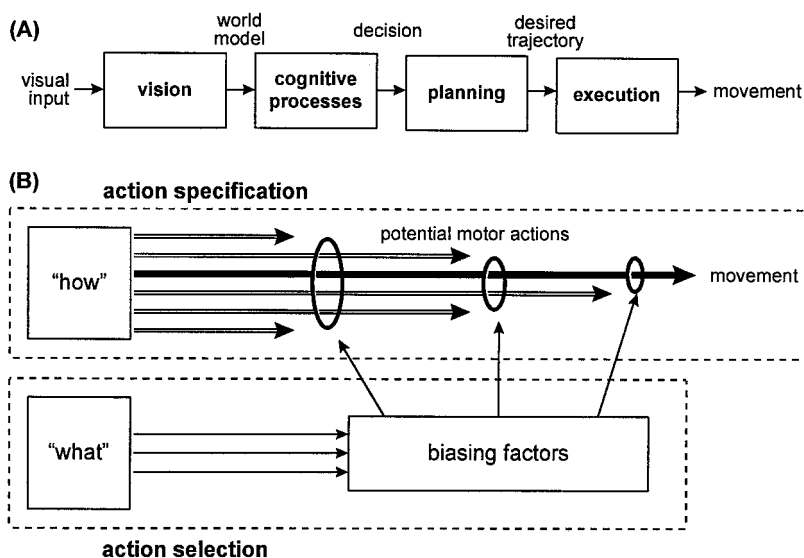 (A)
world
model
decision
desired
trajectory
visual
input
vision
cognitive
processes
planning
execution
movement
(B)
action specification
"how"
potential motor actions
movement
"what"
biasing factors
action selection